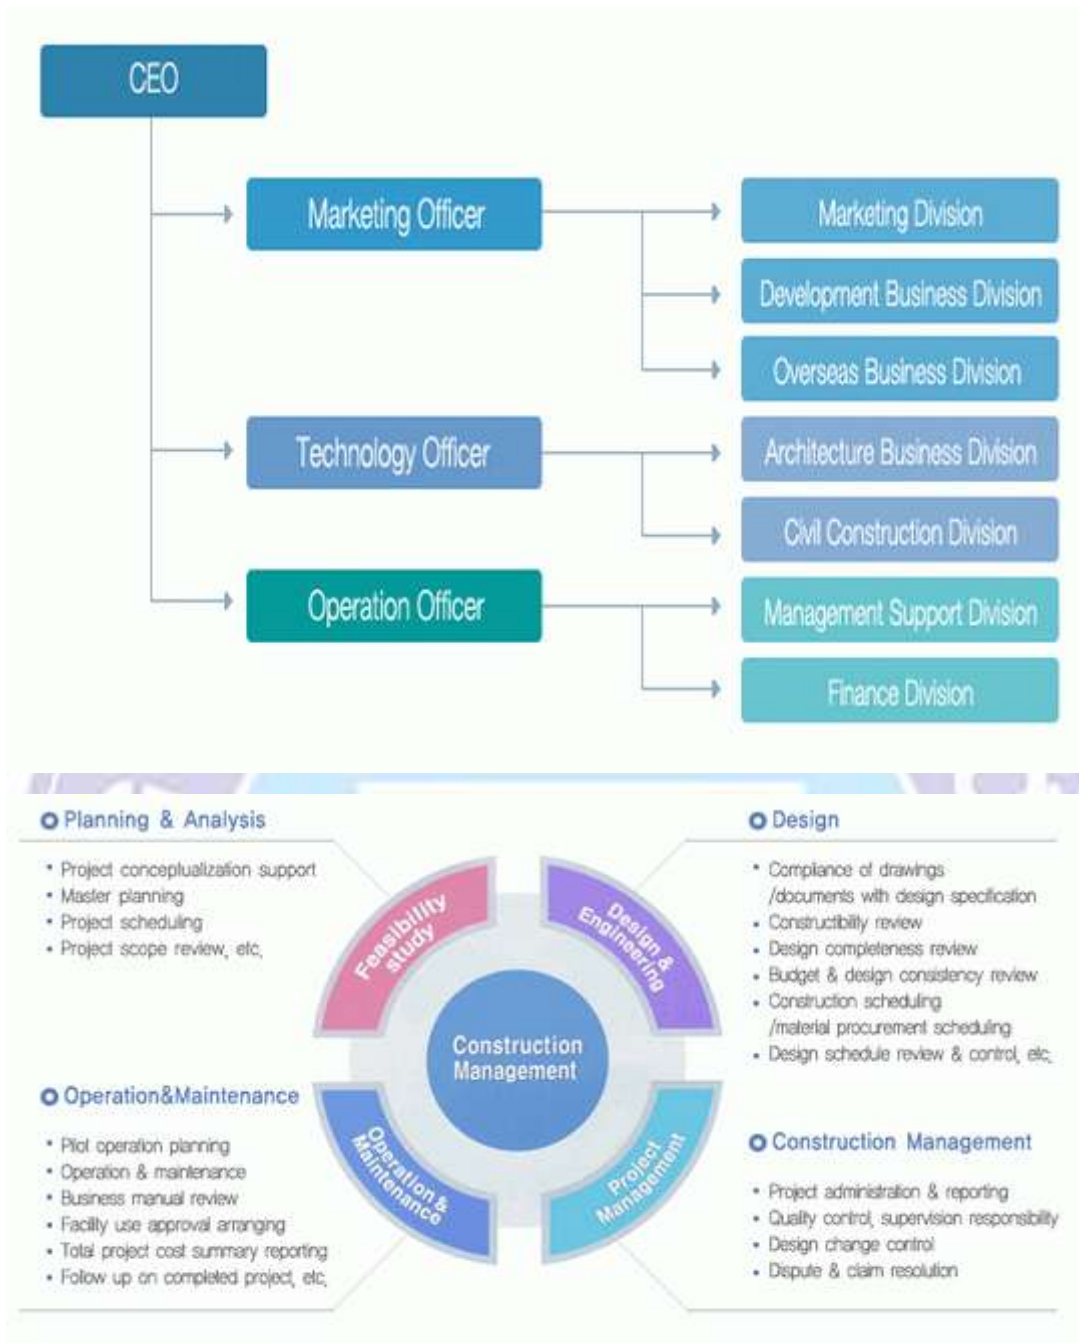 CEO
Marketing Officer
Marketing Division
Development Business Division
Overseas Business Division
Technology Officer
Architecture Business Division
Civil Construction Division
Operation Officer
Management Support Division
Finance Division
Planning & Analysis
• Project conceptualization support
• Master planning
• Project scheduling
• Project scope review, etc,
Design
• Compliance of drawings
/documents with design specification
• Constructibility review
• Design completeness review
• Budget & design consistency review
• Construction scheduling
/material procurement scheduling
• Design schedule review & control, etc,
Feasibility
study
Design &
Engineering
Construction
Management
Operation &
Maintenance
Project
Management
Operation&Maintenance
• Pilot operation planning
• Operation & maintenance
• Business manual review
• Facility use approval arranging
• Total project cost summary reporting
• Follow up on completed project, etc,
Construction Management
• Project administration & reporting
• Quality control, supervision responsibility
• Design change control
• Dispute & claim resolution